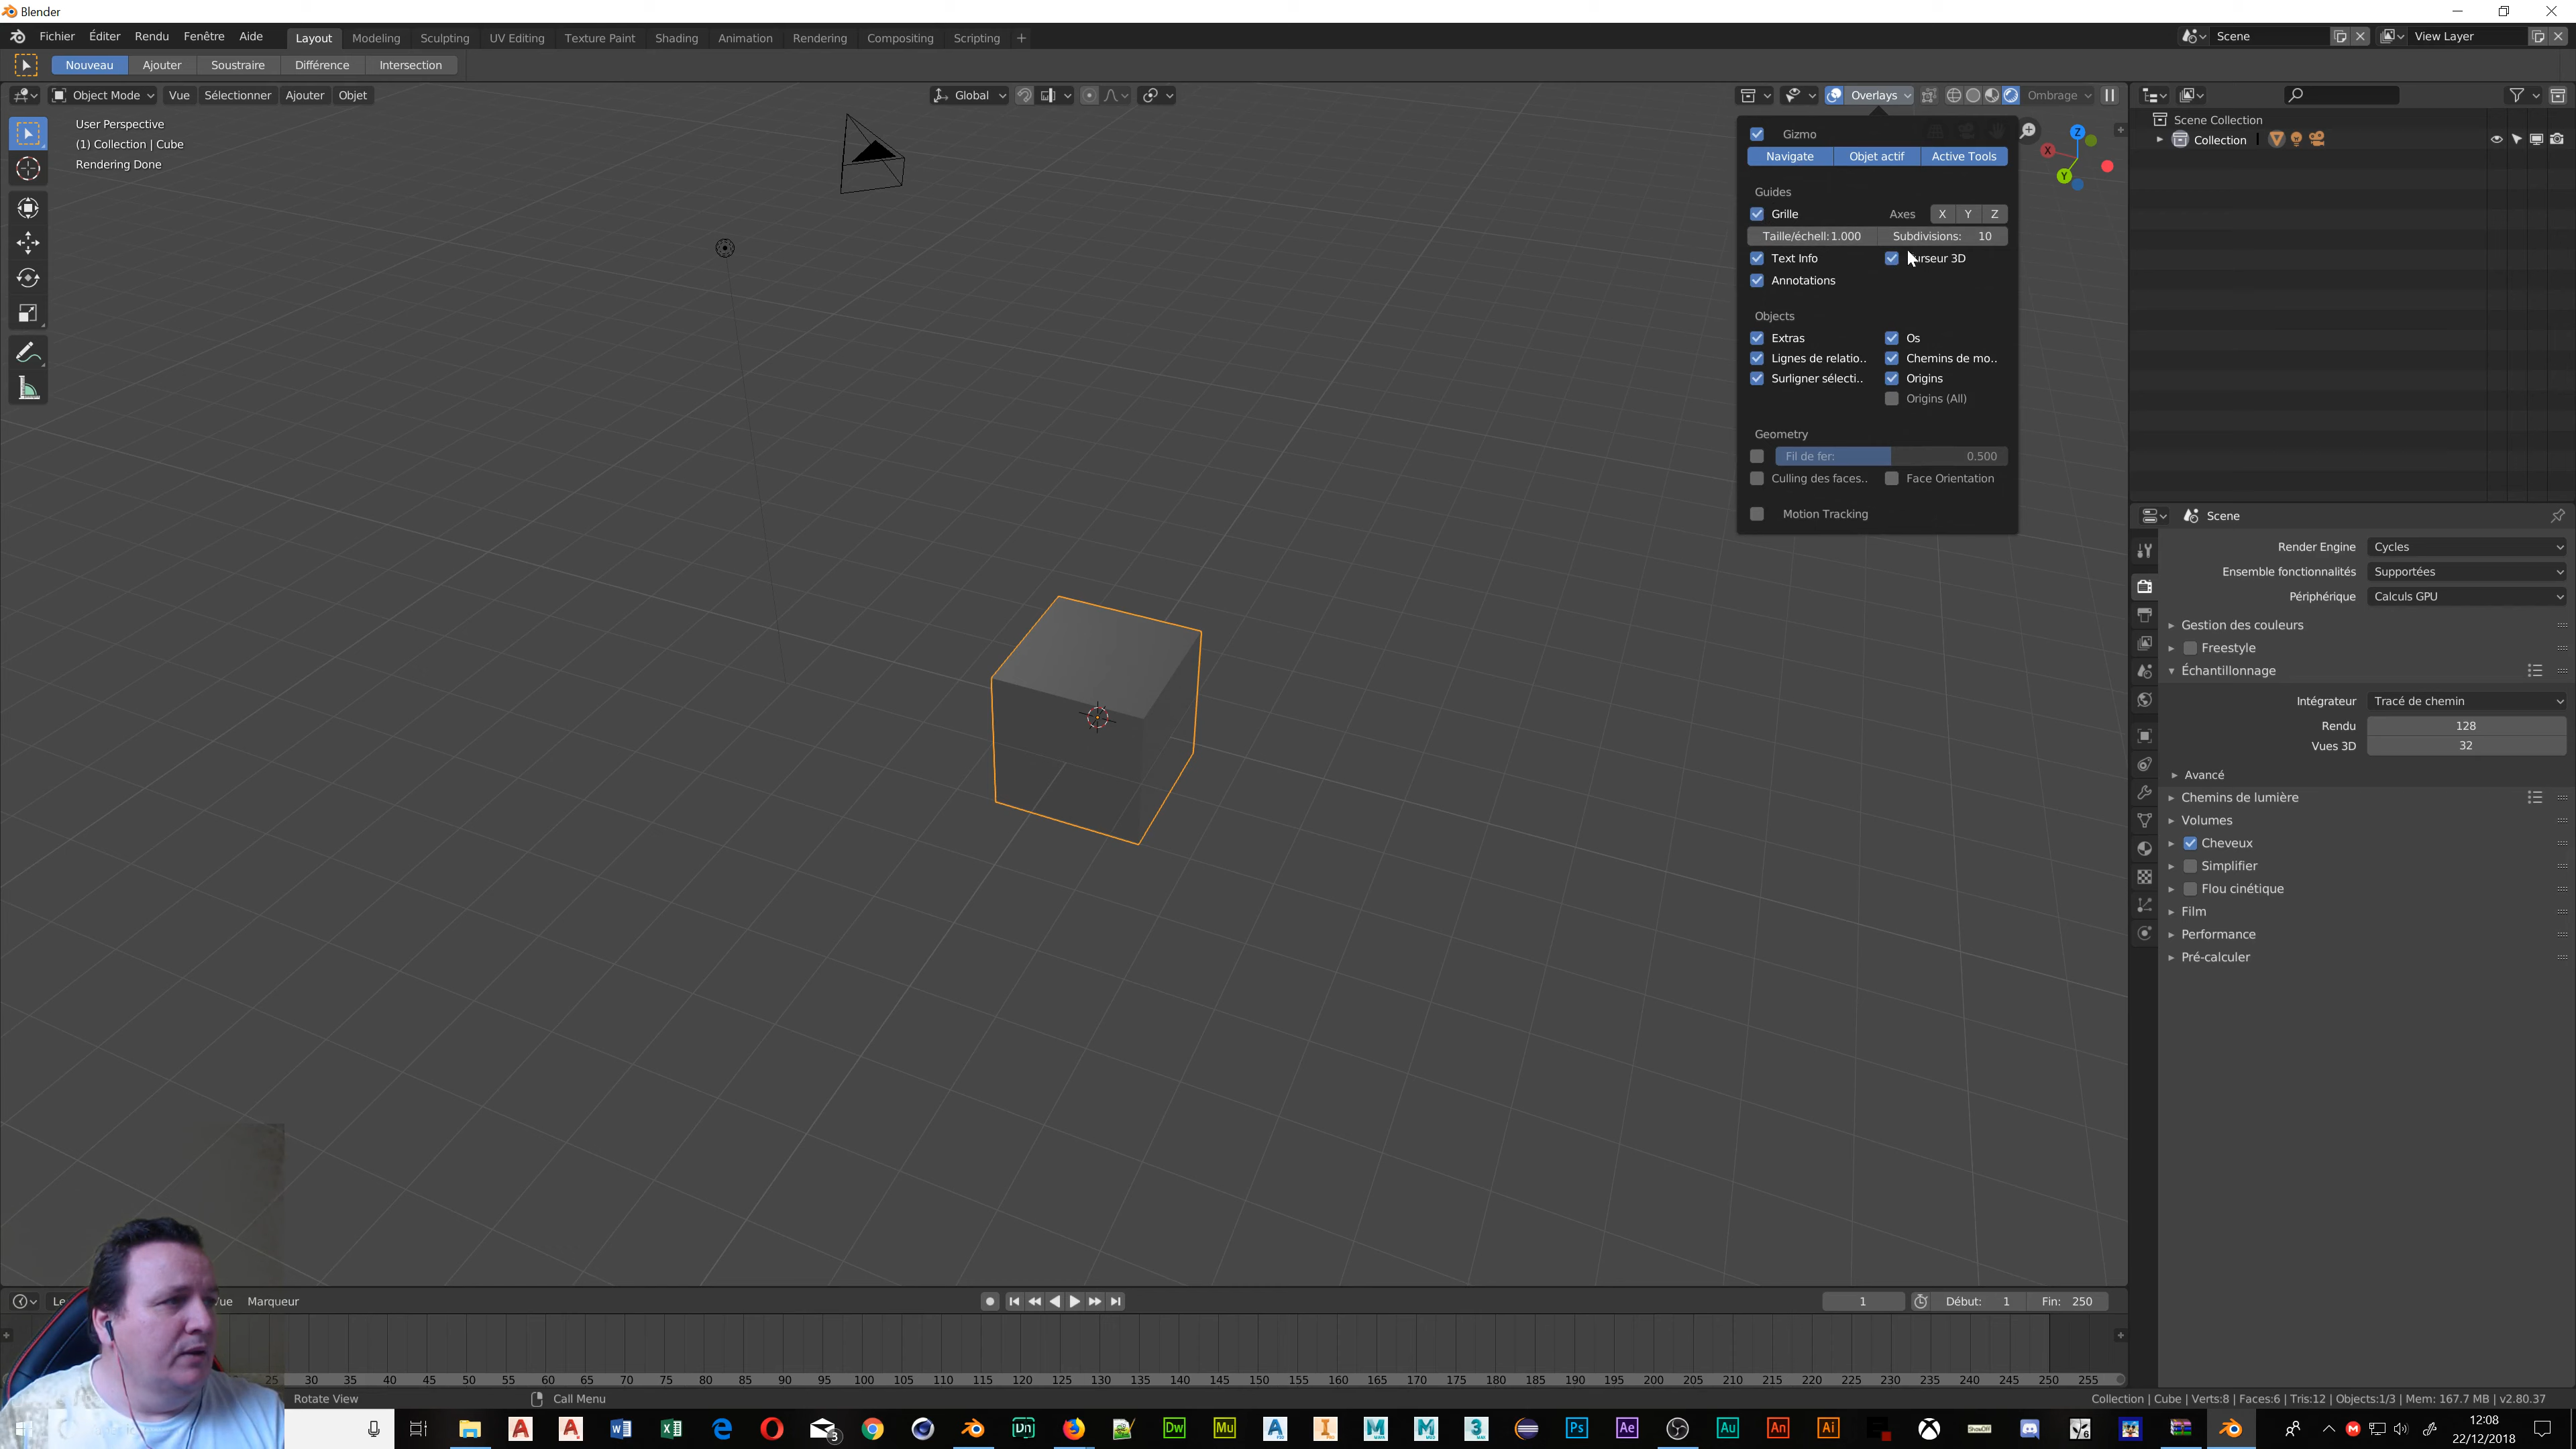 Blender
Fichier Éditer Rendu Fenêtre Aide Layout Modeling Sculpting UV Editing Texture Paint Shading Animation Rendering Compositing Scripting + Scene View Layer
Nouveau Ajouter Soustraire Différence Intersection
Object Mode Vue Sélectionner Ajouter Objet Global Overlays Ombrage
User Perspective
(1) Collection | Cube
Rendering Done
Gizmo
Navigate Objet actif Active Tools
Guides
Grille Axes X Y Z
Taille/échell: 1.000 Subdivisions: 10
Text Info urseur 3D
Annotations
Objects
Extras Os
Lignes de relatio.. Chemins de mo..
Surligner sélecti.. Origins
Origins (All)
Geometry
Fil de fer: 0.500
Culling des faces.. Face Orientation
Motion Tracking
Z
X
Y
Scene Collection
Collection
Scene
Render Engine Cycles
Ensemble fonctionnalités Supportées
Périphérique Calculs GPU
Gestion des couleurs
Freestyle
Échantillonnage
Intégrateur Tracé de chemin
Rendu 128
Vues 3D 32
Avancé
Chemins de lumière
Volumes
Cheveux
Simplifier
Flou cinétique
Film
Performance
Pré-calculer
Le ue Marqueur 1 Début: 1 Fin: 250
25 30 35 40 45 50 55 60 65 70 75 80 85 90 95 100 105 110 115 120 125 130 135 140 145 150 155 160 165 170 175 180 185 190 195 200 205 210 215 220 225 230 235 240 245 250 255
Rotate View Call Menu Collection | Cube | Verts:8 | Faces:6 | Tris:12 | Objects:1/3 | Mem: 167.7 MB | v2.80.37
3 Dn Dw Mu Ps Ae Au An Ai
12:08
22/12/2018